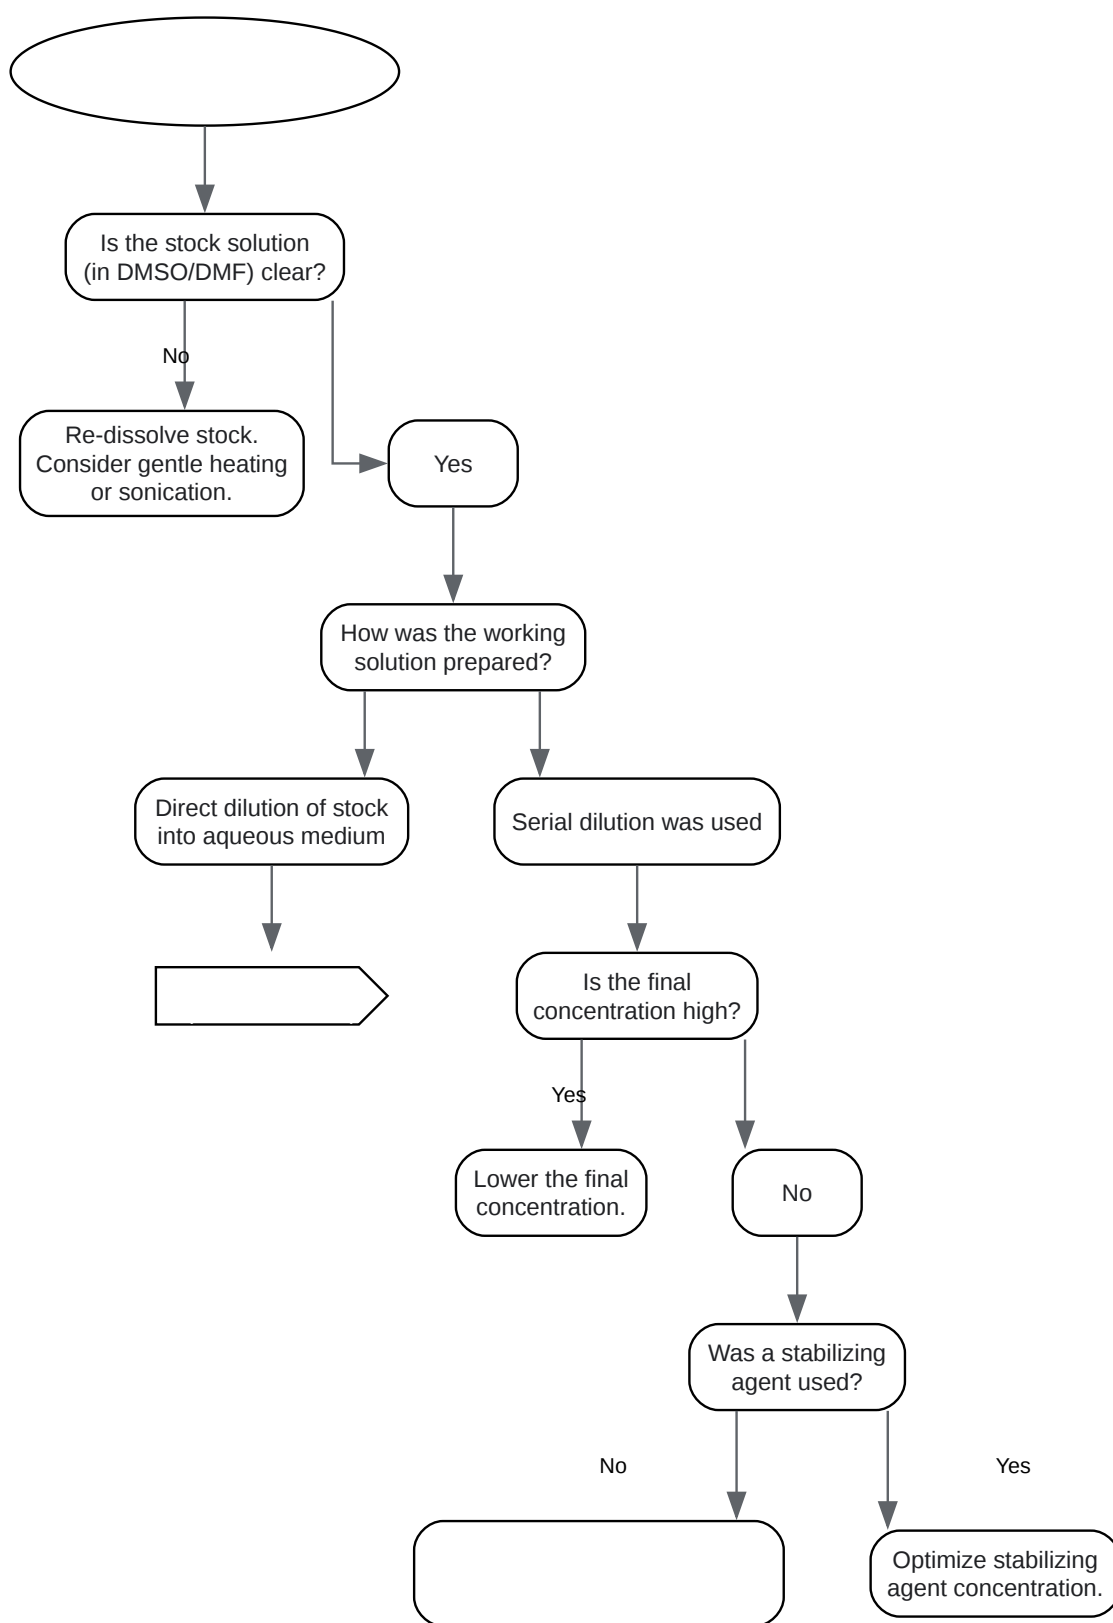 Is the stock solution
(in DMSO/DMF) clear?
No
Re-dissolve stock.
Consider gentle heating
or sonication.
Yes
How was the working
solution prepared?
Direct dilution of stock
into aqueous medium
Serial dilution was used
Is the final
concentration high?
Yes
Lower the final
concentration.
No
Was a stabilizing
agent used?
No
Yes
Optimize stabilizing
agent concentration.